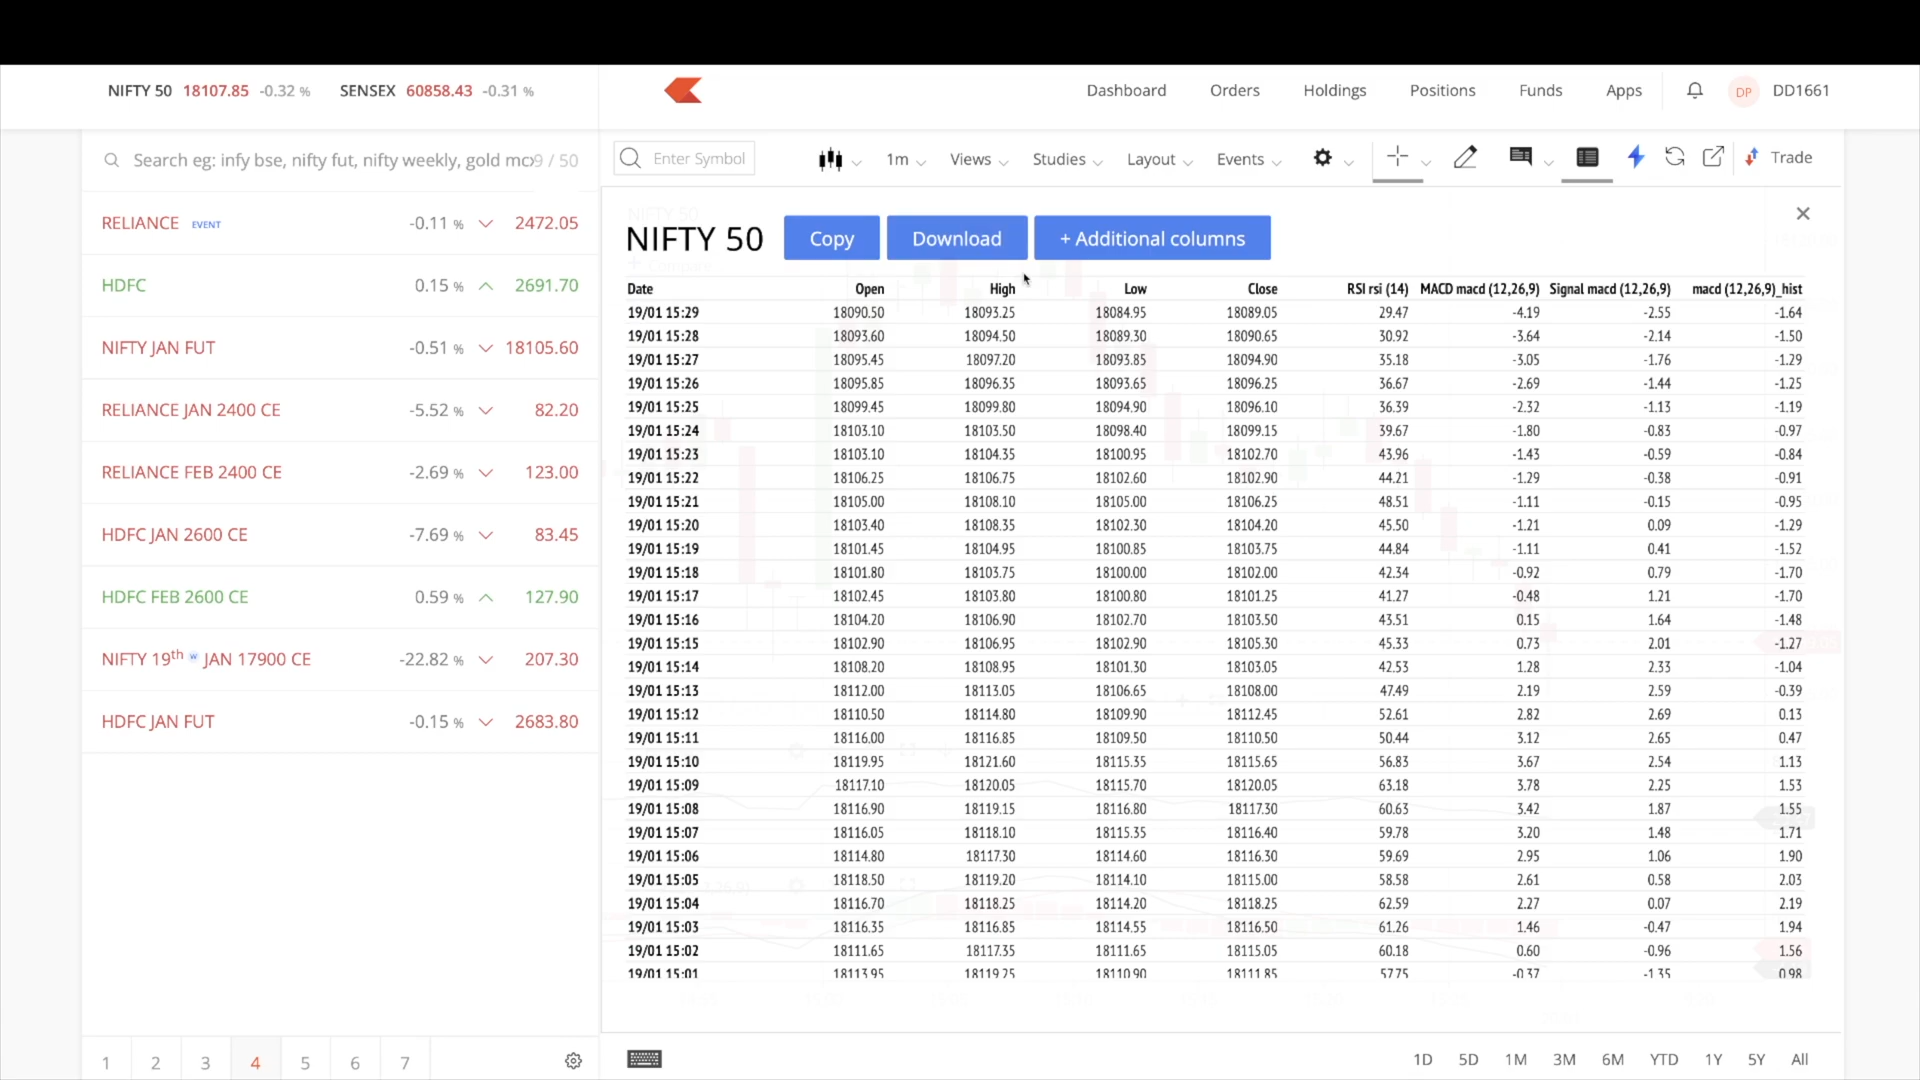 NIFTY 50 18107.85 -0.32 % SENSEX 60858.43 -0.31 %
Dashboard Orders Holdings Positions Funds Apps DP DD1661
Search eg: infy bse, nifty fut, nifty weekly, gold mcx 9 / 50
Enter Symbol 1m Views Studies Layout Events Trade
RELIANCE EVENT -0.11 % 2472.05
HDFC 0.15 % 2691.70
NIFTY JAN FUT -0.51 % 18105.60
RELIANCE JAN 2400 CE -5.52 % 82.20
RELIANCE FEB 2400 CE -2.69 % 123.00
HDFC JAN 2600 CE -7.69 % 83.45
HDFC FEB 2600 CE 0.59 % 127.90
NIFTY 19th w JAN 17900 CE -22.82 % 207.30
HDFC JAN FUT -0.15 % 2683.80
1 2 3 4 5 6 7
NIFTY 50
NIFTY 50 Copy Download + Additional columns
+ Compare
Date Open High Low Close RSI rsi (14) MACD macd (12,26,9) Signal macd (12,26,9) macd (12,26,9)_hist
19/01 15:29 18090.50 18093.25 18084.95 18089.05 29.47 -4.19 -2.55 -1.64
19/01 15:28 18093.60 18094.50 18089.30 18090.65 30.92 -3.64 -2.14 -1.50
19/01 15:27 18095.45 18097.20 18093.85 18094.90 35.18 -3.05 -1.76 -1.29
19/01 15:26 18095.85 18096.35 18093.65 18096.25 36.67 -2.69 -1.44 -1.25
19/01 15:25 18099.45 18099.80 18094.90 18096.10 36.39 -2.32 -1.13 -1.19
19/01 15:24 18103.10 18103.50 18098.40 18099.15 39.67 -1.80 -0.83 -0.97
19/01 15:23 18103.10 18104.35 18100.95 18102.70 43.96 -1.43 -0.59 -0.84
19/01 15:22 18106.25 18106.75 18102.60 18102.90 44.21 -1.29 -0.38 -0.91
19/01 15:21 18105.00 18108.10 18105.00 18106.25 48.51 -1.11 -0.15 -0.95
19/01 15:20 18103.40 18108.35 18102.30 18104.20 45.50 -1.21 0.09 -1.29
19/01 15:19 18101.45 18104.95 18100.85 18103.75 44.84 -1.11 0.41 -1.52
19/01 15:18 18101.80 18103.75 18100.00 18102.00 42.34 -0.92 0.79 -1.70
19/01 15:17 18102.45 18103.80 18100.80 18101.25 41.27 -0.48 1.21 -1.70
19/01 15:16 18104.20 18106.90 18102.70 18103.50 43.51 0.15 1.64 -1.48
19/01 15:15 18102.90 18106.95 18102.90 18105.30 45.33 0.73 2.01 -1.27
19/01 15:14 18108.20 18108.95 18101.30 18103.05 42.53 1.28 2.33 -1.04
19/01 15:13 18112.00 18113.05 18106.65 18108.00 47.49 2.19 2.59 -0.39
19/01 15:12 18110.50 18114.80 18109.90 18112.45 52.61 2.82 2.69 0.13
19/01 15:11 18116.00 18116.85 18109.50 18110.50 50.44 3.12 2.65 0.47
19/01 15:10 18119.95 18121.60 18115.35 18115.65 56.83 3.67 2.54 1.13
19/01 15:09 18117.10 18120.05 18115.70 18120.05 63.18 3.78 2.25 1.53
19/01 15:08 18116.90 18119.15 18116.80 18117.30 60.63 3.42 1.87 1.55
19/01 15:07 18116.05 18118.10 18115.35 18116.40 59.78 3.20 1.48 1.71
19/01 15:06 18114.80 18117.30 18114.60 18116.30 59.69 2.95 1.06 1.90
19/01 15:05 18118.50 18119.20 18114.10 18115.00 58.58 2.61 0.58 2.03
19/01 15:04 18116.70 18118.25 18114.20 18118.25 62.59 2.27 0.07 2.19
19/01 15:03 18116.35 18116.85 18114.55 18116.50 61.26 1.46 -0.47 1.94
19/01 15:02 18111.65 18117.35 18111.65 18115.05 60.18 0.60 -0.96 1.56
19/01 15:01 18113.95 18119.25 18110.90 18111.85 57.75 -0.37 -1.35 0.98
1D 5D 1M 3M 6M YTD 1Y 5Y All